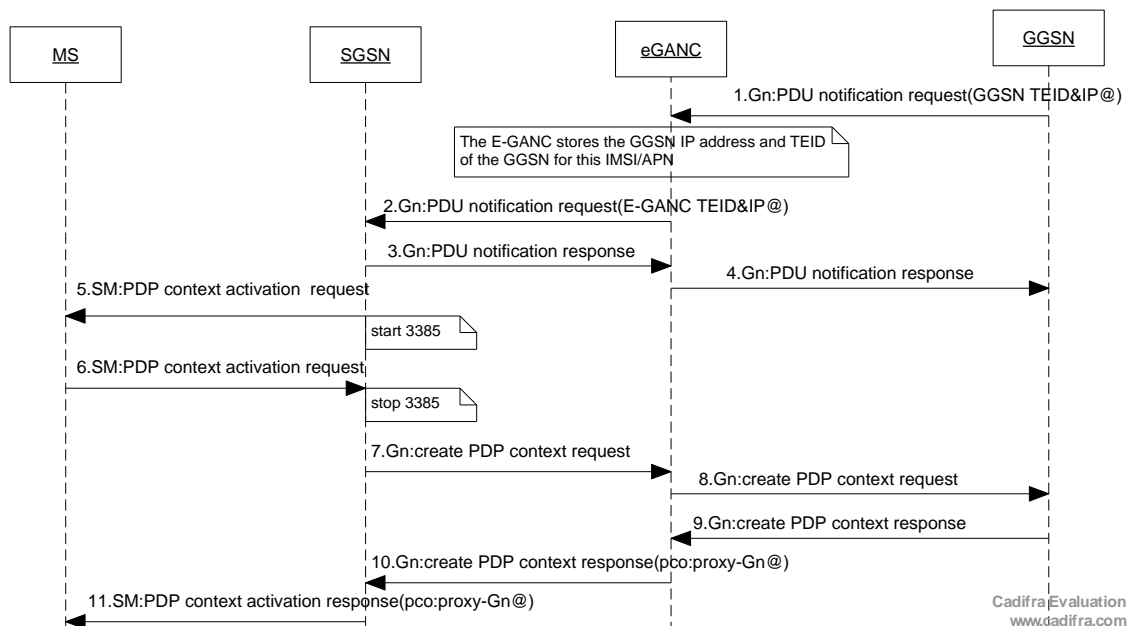 MS
SGSN
eGANC
GGSN
1.Gn:PDU notification request(GGSN TEID&IP@)
The E-GANC stores the GGSN IP address and TEID
of the GGSN for this IMSI/APN
2.Gn:PDU notification request(E-GANC TEID&IP@)
3.Gn:PDU notification response
4.Gn:PDU notification response
5.SM:PDP context activation  request
start 3385
6.SM:PDP context activation request
stop 3385
7.Gn:create PDP context request
8.Gn:create PDP context request
9.Gn:create PDP context response
10.Gn:create PDP context response(pco:proxy-Gn@)
11.SM:PDP context activation response(pco:proxy-Gn@)
Cadifra Evaluation
www.cadifra.com